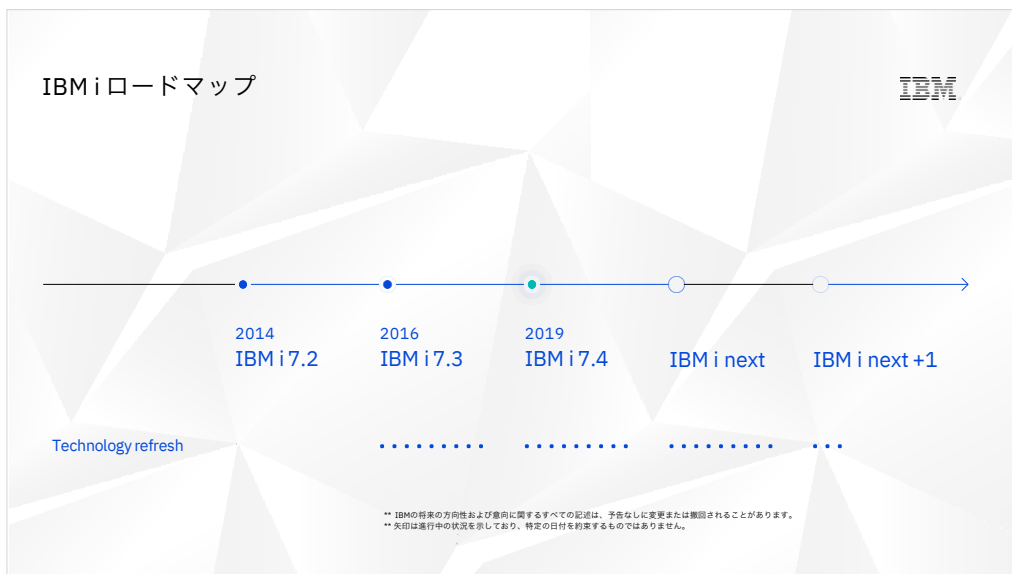 IBM i ロードマップ
IBM
2014
IBM i 7.2
2016
IBM i 7.3
2019
IBM i 7.4
IBM i next
IBM i next +1
Technology refresh
** IBMの将来の方向性および意向に関するすべての記述は、予告なしに変更または撤回されることがあります。
** 矢印は進行中の状況を示しており、特定の日付を約束するものではありません。